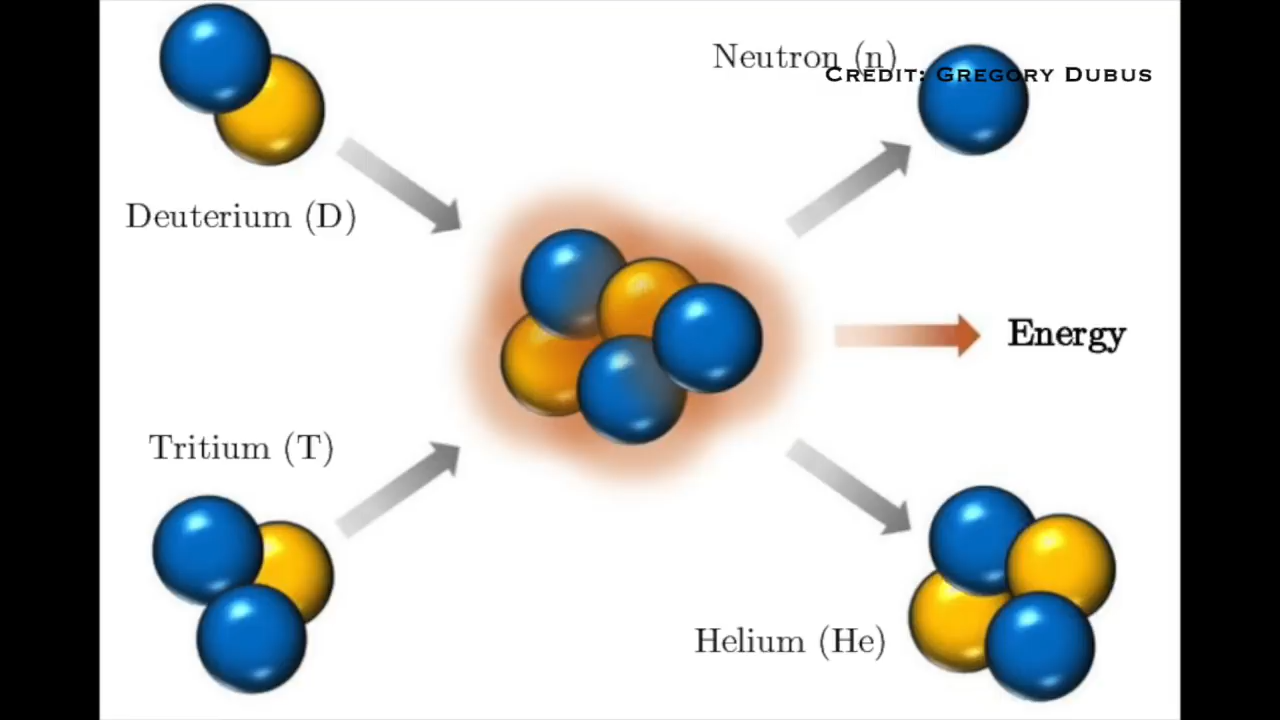 Neutron (n)
Credit: Gregory Dubus
Deuterium (D)
Energy
Tritium (T)
Helium (He)